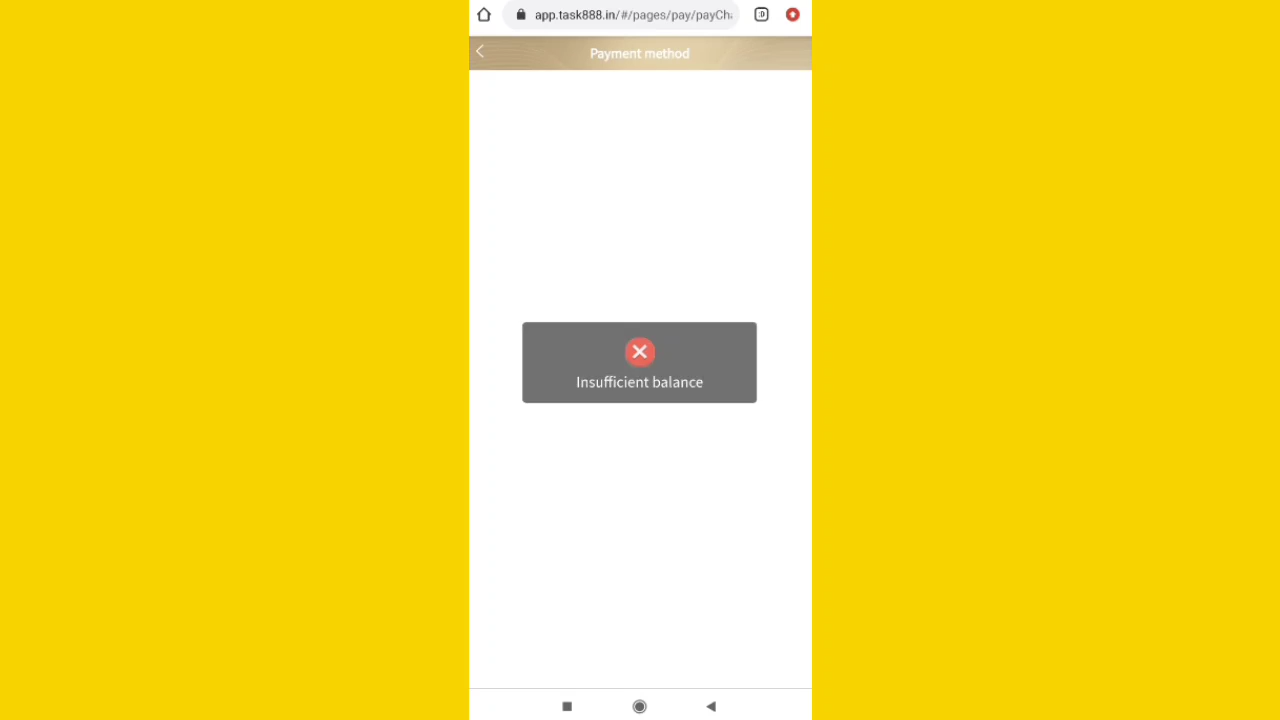 app.task888.in/#/pages/pay/payCh
:D
Payment method
Insufficient balance